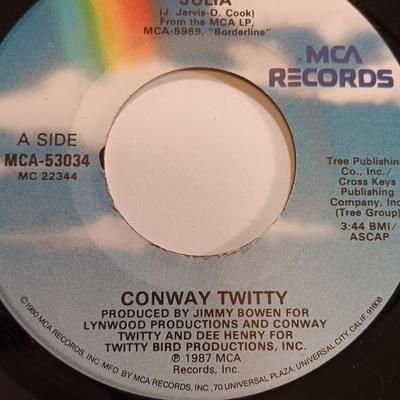 JULIA
(J. Jarvis-D. Cook)
From the MCA LP,
MCA-5969, "Borderline"
MCA
RECORDS
A SIDE
MCA-53034
MC 22344
Tree Publishing
Co., Inc./
Cross Keys
Publishing
Company, Inc.
(Tree Group)
3:44 BMI/
ASCAP
CONWAY TWITTY
PRODUCED BY JIMMY BOWEN FOR
LYNWOOD PRODUCTIONS AND CONWAY
TWITTY AND DEE HENRY FOR
TWITTY BIRD PRODUCTIONS, INC.
℗ 1987 MCA
Records, Inc.
©1980 MCA RECORDS, INC. MFG. BY MCA RECORDS, INC., 70 UNIVERSAL PLAZA, UNIVERSAL CITY, CALIF. 91608